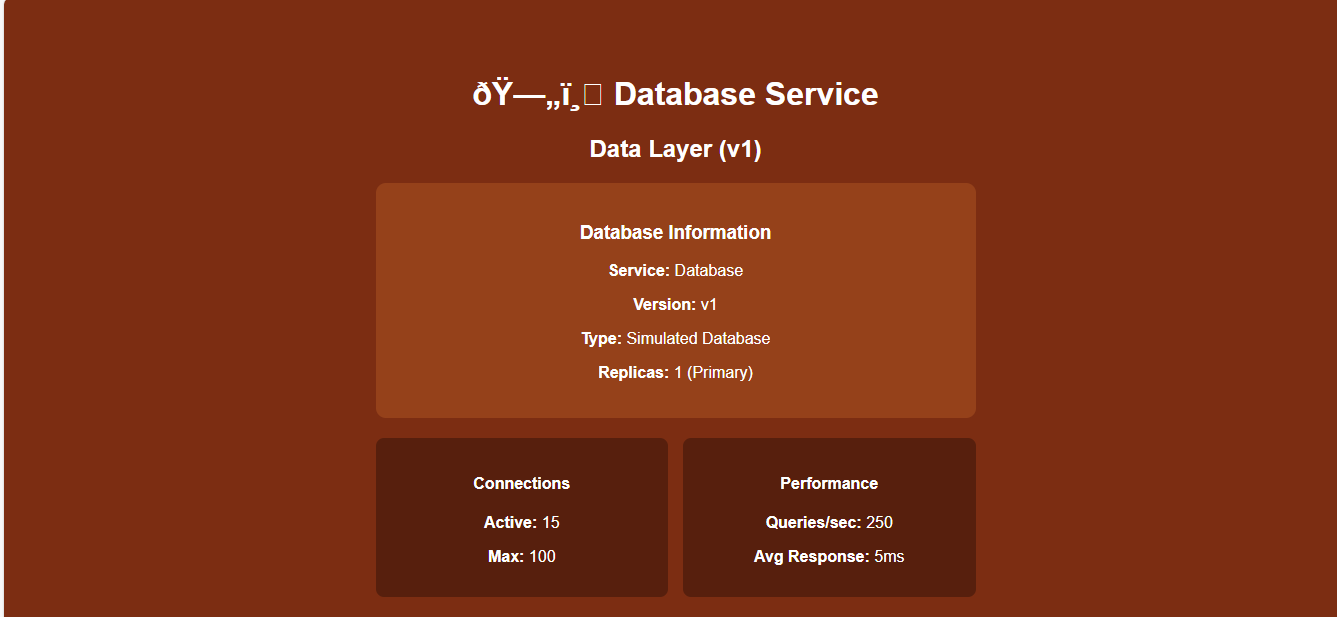 ðŸ—„ï¸□ Database Service
Data Layer (v1)
Database Information
Service: Database
Version: v1
Type: Simulated Database
Replicas: 1 (Primary)
Connections
Active: 15
Max: 100
Performance
Queries/sec: 250
Avg Response: 5ms